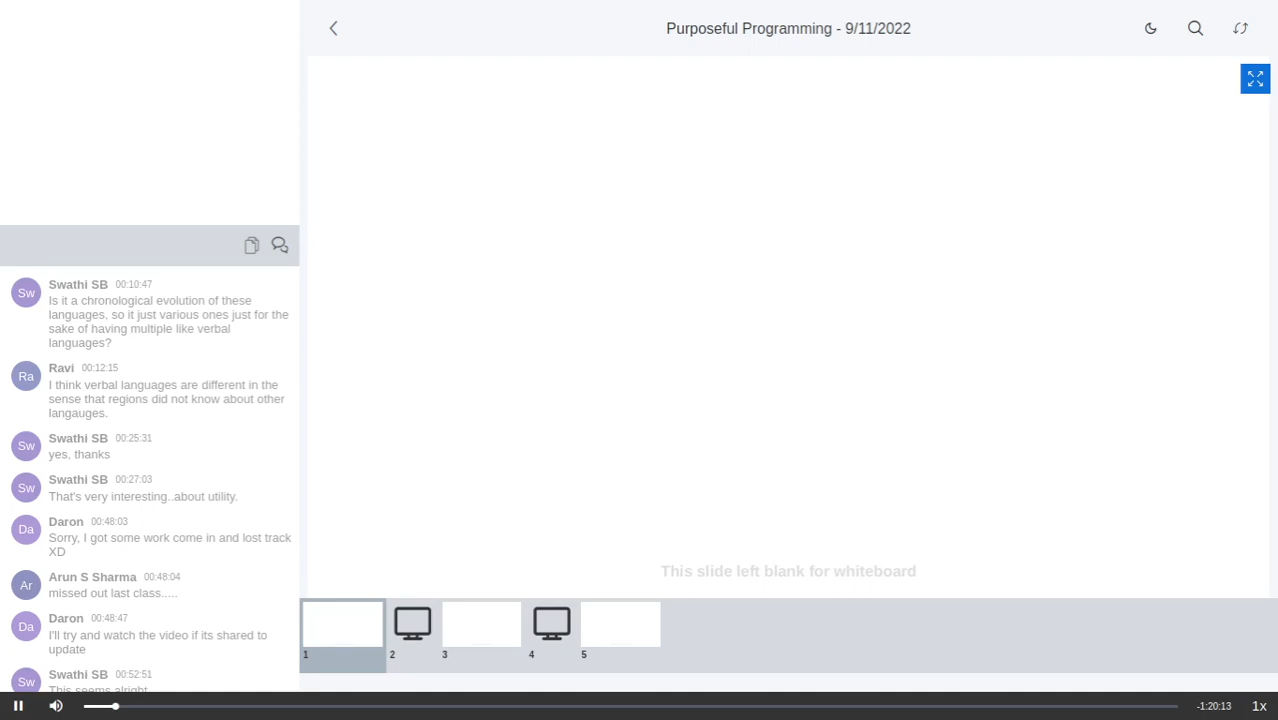 Purposeful Programming - 9/11/2022
Sw Swathi SB 00:10:47
Is it a chronological evolution of these
languages, so it just various ones just for the
sake of having multiple like verbal
languages?
Ra Ravi 00:12:15
I think verbal languages are different in the
sense that regions did not know about other
langauges.
Sw Swathi SB 00:25:31
yes, thanks
Sw Swathi SB 00:27:03
That's very interesting..about utility.
Da Daron 00:48:03
Sorry, I got some work come in and lost track
XD
Ar Arun S Sharma 00:48:04
missed out last class.....
Da Daron 00:48:47
I'll try and watch the video if its shared to
update
Sw Swathi SB 00:52:51
This seems alright
This slide left blank for whiteboard
1 2 3 4 5
-1:20:13 1x